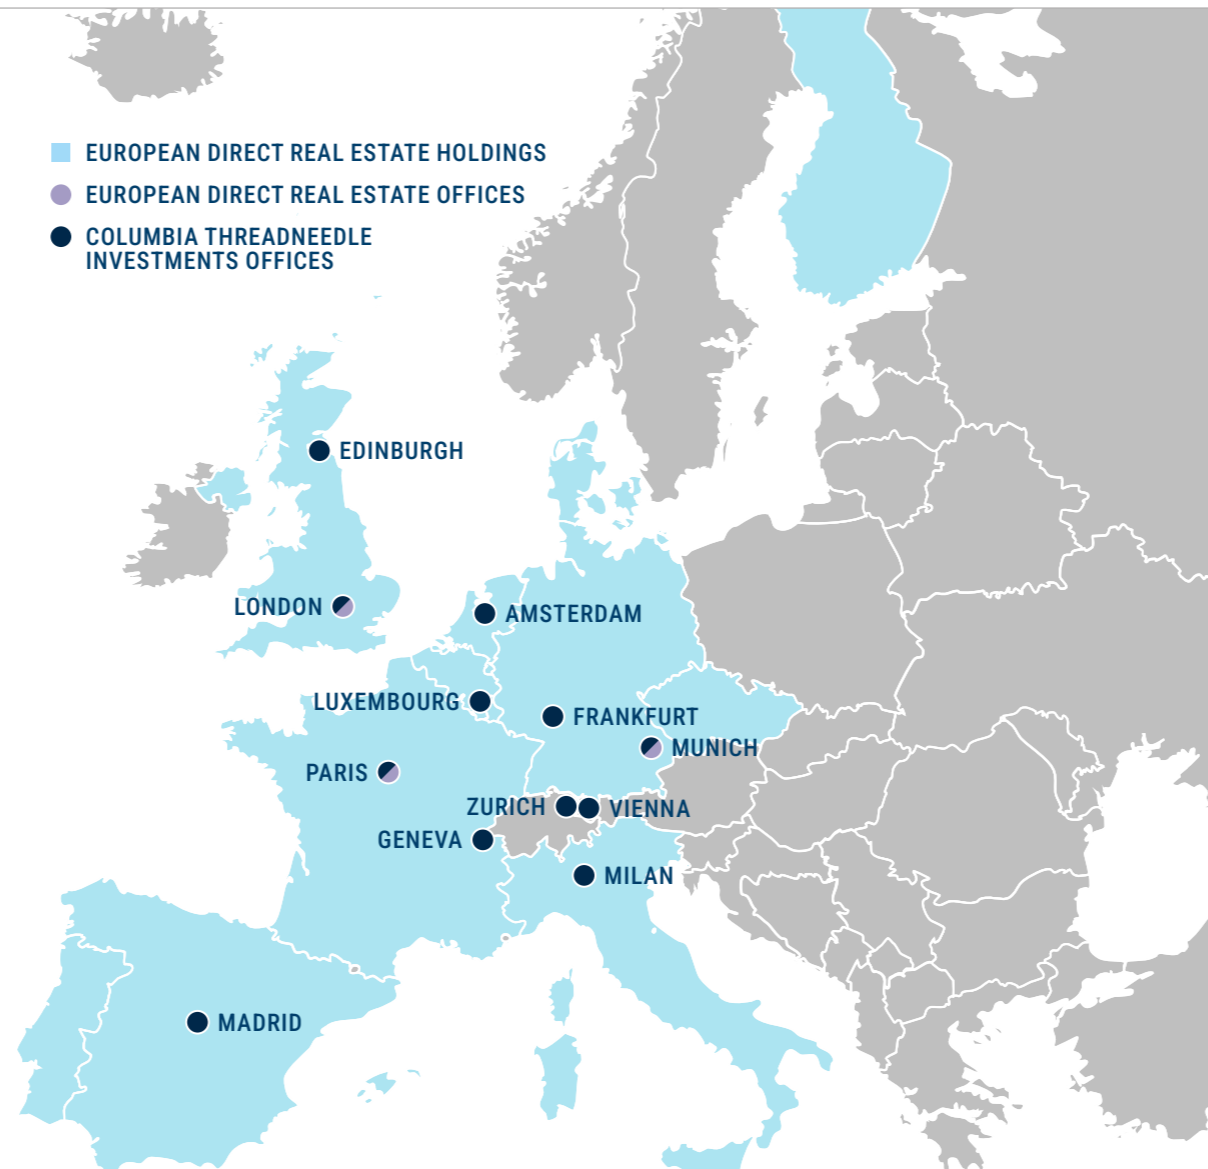 EUROPEAN DIRECT REAL ESTATE HOLDINGS
EUROPEAN DIRECT REAL ESTATE OFFICES
COLUMBIA THREADNEEDLE
INVESTMENTS OFFICES
EDINBURGH
LONDON
AMSTERDAM
LUXEMBOURG
FRANKFURT
MUNICH
PARIS
ZURICH
VIENNA
GENEVA
MILAN
MADRID